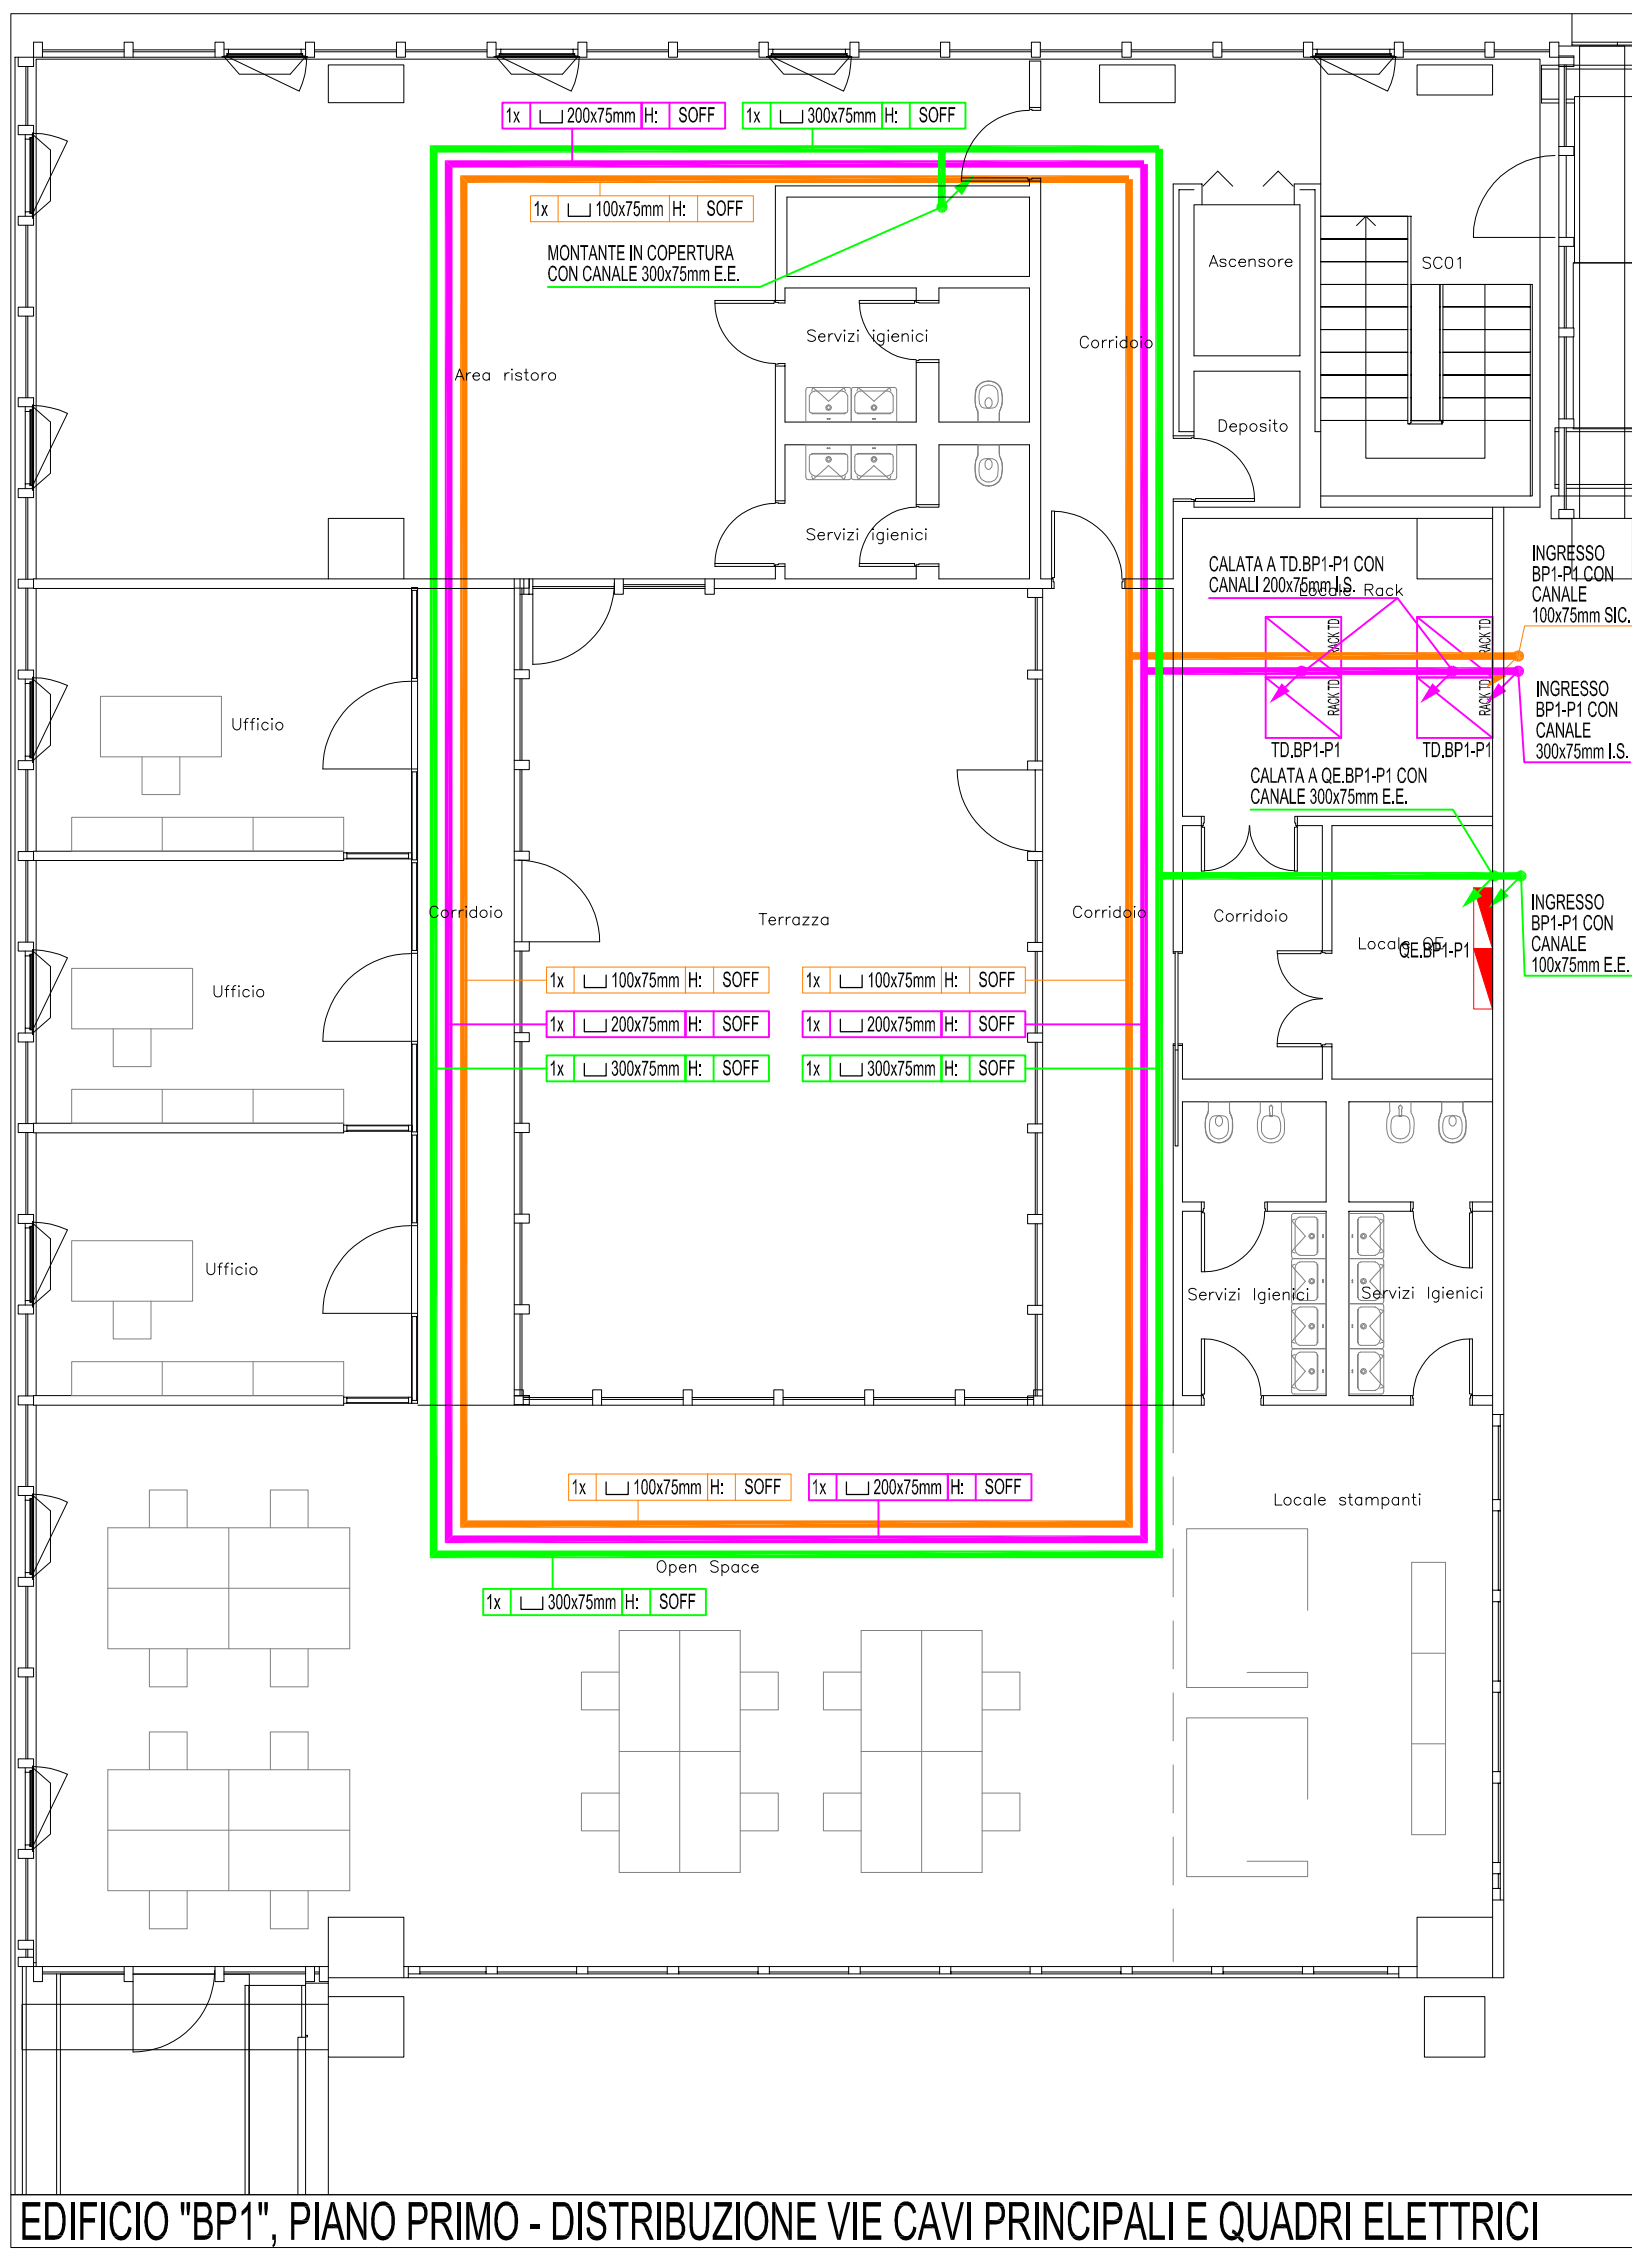 1x 200x75mm H: SOFF
1x 300x75mm H: SOFF
1x 100x75mm H: SOFF
MONTANTE IN COPERTURA
CON CANALE 300x75mm E.E.
Ascensore
SC01
Servizi igienici
Corridoio
Area ristoro
Deposito
Servizi igienici
CALATA A TD.BP1-P1 CON
CANALI 200x75mm I.S.
Locale Rack
INGRESSO
BP1-P1 CON
CANALE
100x75mm SIC.
RACK TD
RACK TD
RACK TD
RACK TD
INGRESSO
BP1-P1 CON
CANALE
300x75mm I.S.
TD.BP1-P1
TD.BP1-P1
Ufficio
CALATA A QE.BP1-P1 CON
CANALE 300x75mm E.E.
Corridoio
Terrazza
Corridoio
Corridoio
Locale QE
QE.BP1-P1
INGRESSO
BP1-P1 CON
CANALE
100x75mm E.E.
Ufficio
1x 100x75mm H: SOFF
1x 100x75mm H: SOFF
1x 200x75mm H: SOFF
1x 200x75mm H: SOFF
1x 300x75mm H: SOFF
1x 300x75mm H: SOFF
Ufficio
Servizi Igienici
Servizi Igienici
1x 100x75mm H: SOFF
1x 200x75mm H: SOFF
Locale stampanti
Open Space
1x 300x75mm H: SOFF
EDIFICIO "BP1", PIANO PRIMO - DISTRIBUZIONE VIE CAVI PRINCIPALI E QUADRI ELETTRICI